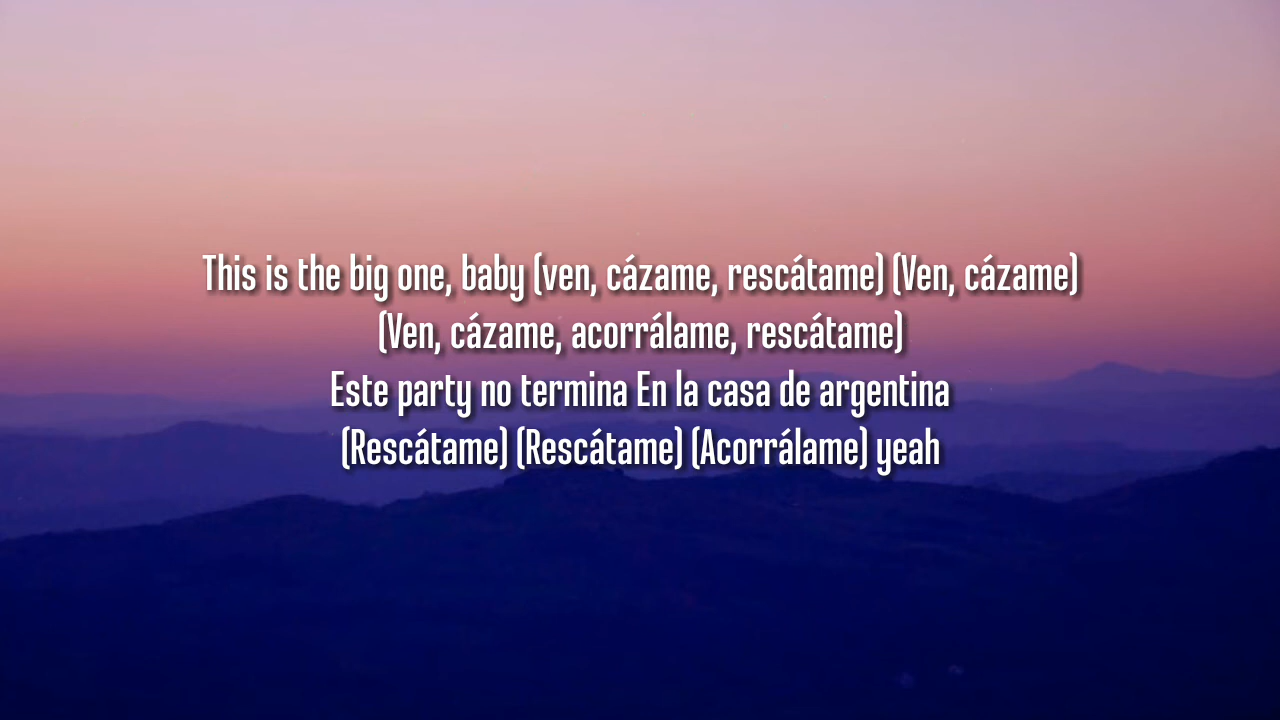 This is the big one, baby (ven, cázame, rescátame) (Ven, cázame)
(Ven, cázame, acorrálame, rescátame)
Este party no termina En la casa de argentina
(Rescátame) (Rescátame) (Acorrálame) yeah